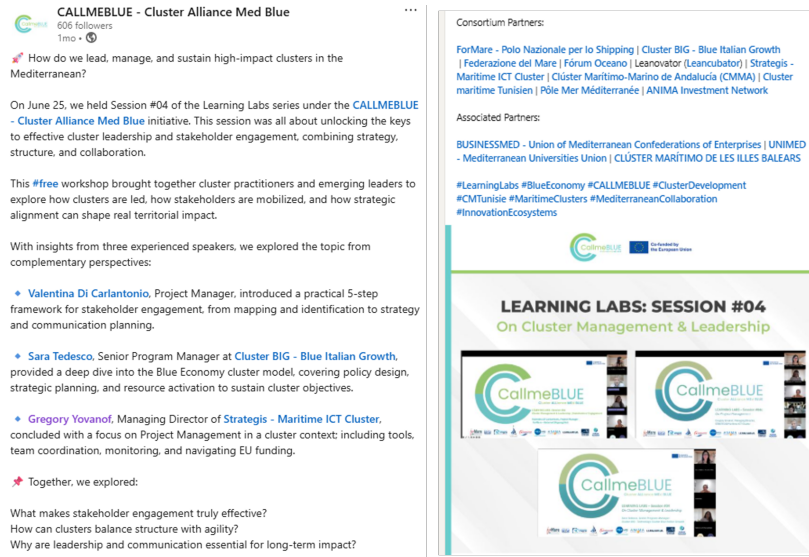 CALLMEBLUE - Cluster Alliance Med Blue
606 followers
1mo •
🚀 How do we lead, manage, and sustain high-impact clusters in the
Mediterranean?
On June 25, we held Session #04 of the Learning Labs series under the CALLMEBLUE
- Cluster Alliance Med Blue initiative. This session was all about unlocking the keys
to effective cluster leadership and stakeholder engagement, combining strategy,
structure, and collaboration.
This #free workshop brought together cluster practitioners and emerging leaders to
explore how clusters are led, how stakeholders are mobilized, and how strategic
alignment can shape real territorial impact.
With insights from three experienced speakers, we explored the topic from
complementary perspectives:
🔹 Valentina Di Carlantonio, Project Manager, introduced a practical 5-step
framework for stakeholder engagement, from mapping and identification to strategy
and communication planning.
🔹 Sara Tedesco, Senior Program Manager at Cluster BIG - Blue Italian Growth,
provided a deep dive into the Blue Economy cluster model, covering policy design,
strategic planning, and resource activation to sustain cluster objectives.
🔹 Gregory Yovanof, Managing Director of Strategis - Maritime ICT Cluster,
concluded with a focus on Project Management in a cluster context; including tools,
team coordination, monitoring, and navigating EU funding.
📌 Together, we explored:
What makes stakeholder engagement truly effective?
How can clusters balance structure with agility?
Why are leadership and communication essential for long-term impact?
Consortium Partners:
ForMare - Polo Nazionale per lo Shipping | Cluster BIG - Blue Italian Growth
| Federazione del Mare | Fórum Oceano | Leanovator (Leancubator) | Strategis -
Maritime ICT Cluster | Clúster Marítimo-Marino de Andalucía (CMMA) | Cluster
maritime Tunisien | Pôle Mer Méditerranée | ANIMA Investment Network
Associated Partners:
BUSINESSMED - Union of Mediterranean Confederations of Enterprises | UNIMED
- Mediterranean Universities Union | CLÚSTER MARÍTIMO DE LES ILLES BALEARS
#LearningLabs #BlueEconomy #CALLMEBLUE #ClusterDevelopment
#CMTunisie #MaritimeClusters #MediterraneanCollaboration
#InnovationEcosystems
CallmeBLUE
Co-funded by
the European Union
LEARNING LABS: SESSION #04
On Cluster Management & Leadership
CallmeBLUE
CallmeBLUE
CallmeBLUE